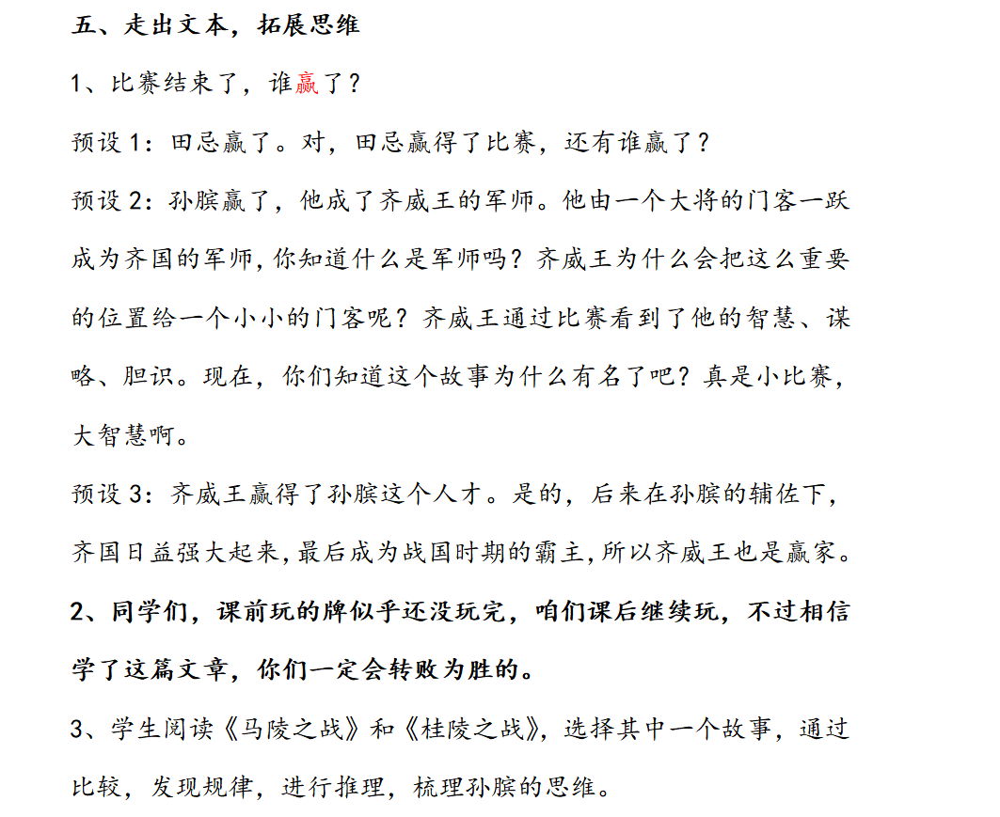 五、走出文本，拓展思维
1、比赛结束了，谁赢了？
预设1：田忌赢了。对，田忌赢得了比赛，还有谁赢了？
预设2：孙膑赢了，他成了齐威王的军师。他由一个大将的门客一跃
成为齐国的军师，你知道什么是军师吗？齐威王为什么会把这么重要
的位置给一个小小的门客呢？齐威王通过比赛看到了他的智慧、谋
略、胆识。现在，你们知道这个故事为什么有名了吧？真是小比赛，
大智慧啊。
预设3：齐威王赢得了孙膑这个人才。是的，后来在孙膑的辅佐下，
齐国日益强大起来，最后成为战国时期的霸主，所以齐威王也是赢家。
2、同学们，课前玩的牌似乎还没玩完，咱们课后继续玩，不过相信
学了这篇文章，你们一定会转败为胜的。
3、学生阅读《马陵之战》和《桂陵之战》，选择其中一个故事，通过
比较，发现规律，进行推理，梳理孙膑的思维。